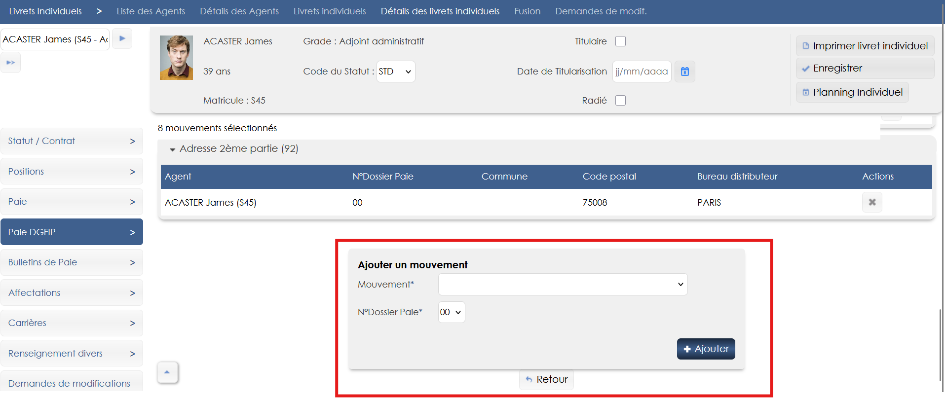 Livrets Individuels > Liste des Agents Détails des Agents Livrets Individuels Détails des livrets individuels Fusion Demandes de modif.
ACASTER James (S45 - Ac
ACASTER James Grade : Adjoint administratif Titulaire
39 ans Code du Statut : STD Date de Titularisation jj/mm/aaaa
Matricule : S45 Radié
Imprimer livret individuel
Enregistrer
Planning Individuel
Statut / Contrat >
Positions >
Paie >
Paie DGFIP >
Bulletins de Paie >
Affectations >
Carrières >
Renseignement divers >
Demandes de modifications
8 mouvements sélectionnés
Adresse 2ème partie (92)
Agent N°Dossier Paie Commune Code postal Bureau distributeur Actions
ACASTER James (S45) 00 75008 PARIS
Ajouter un mouvement
Mouvement*
N°Dossier Paie* 00
Ajouter
Retour